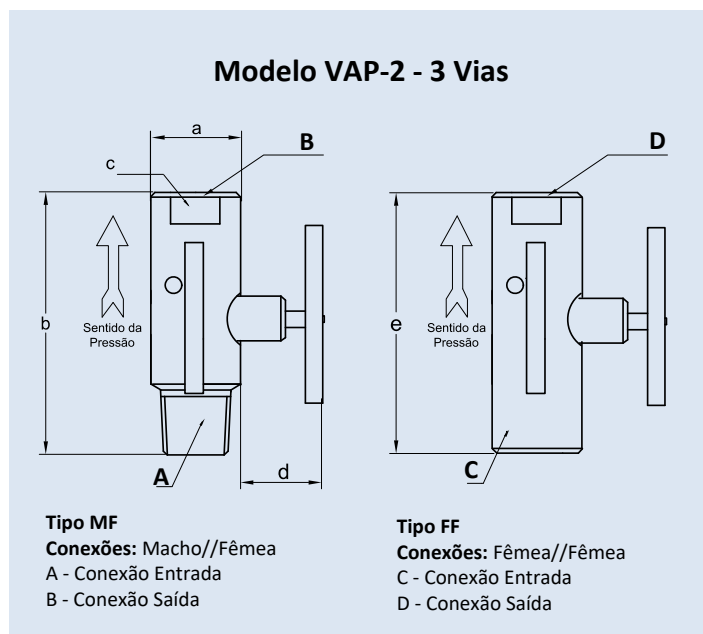 Modelo VAP-2 - 3 Vias
a
B
c
D
b
Sentido da
Pressão
e
Sentido da
Pressão
A
d
C
Tipo MF
Conexões: Macho//Fêmea
A - Conexão Entrada
B - Conexão Saída
Tipo FF
Conexões: Fêmea//Fêmea
C - Conexão Entrada
D - Conexão Saída